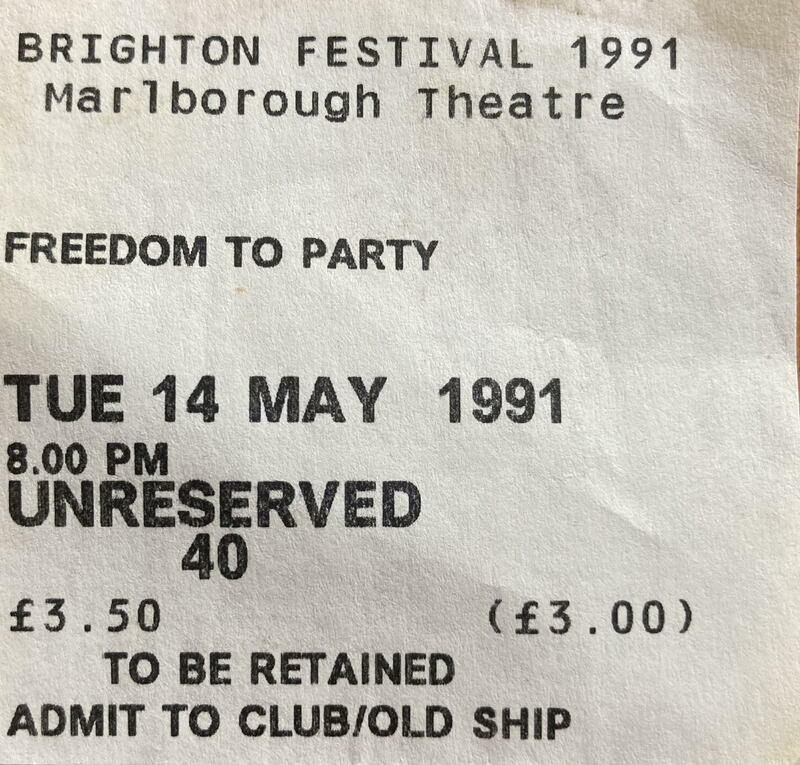 BRIGHTON FESTIVAL 1991
Marlborough Theatre
FREEDOM TO PARTY
TUE 14 MAY 1991
8.00 PM
UNRESERVED
40
£3.50 (£3.00)
TO BE RETAINED
ADMIT TO CLUB/OLD SHIP